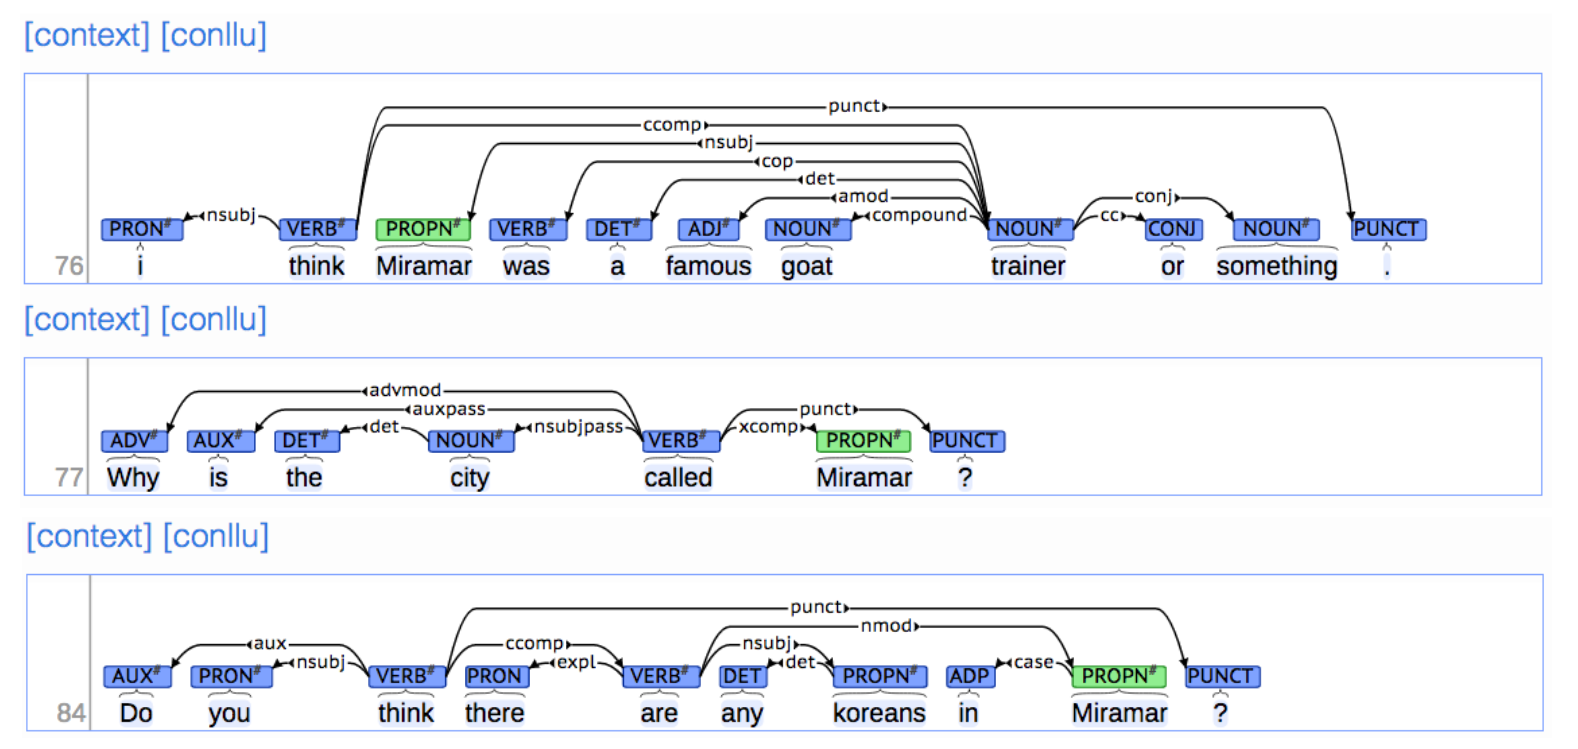 [context] [conllu]
punct
ccomp
nsubj
cop
det
amod conj
nsubj compound cc
PRON# VERB# PROPN# VERB# DET# ADJ# NOUN# NOUN# CONJ NOUN# PUNCT
76 i think Miramar was a famous goat trainer or something .
[context] [conllu]
advmod
auxpass punct
det nsubjpass xcomp
ADV# AUX# DET# NOUN# VERB# PROPN# PUNCT
77 Why is the city called Miramar ?
[context] [conllu]
punct
nmod
aux ccomp nsubj
nsubj expl det case
AUX# PRON# VERB# PRON VERB# DET PROPN# ADP PROPN# PUNCT
84 Do you think there are any koreans in Miramar ?